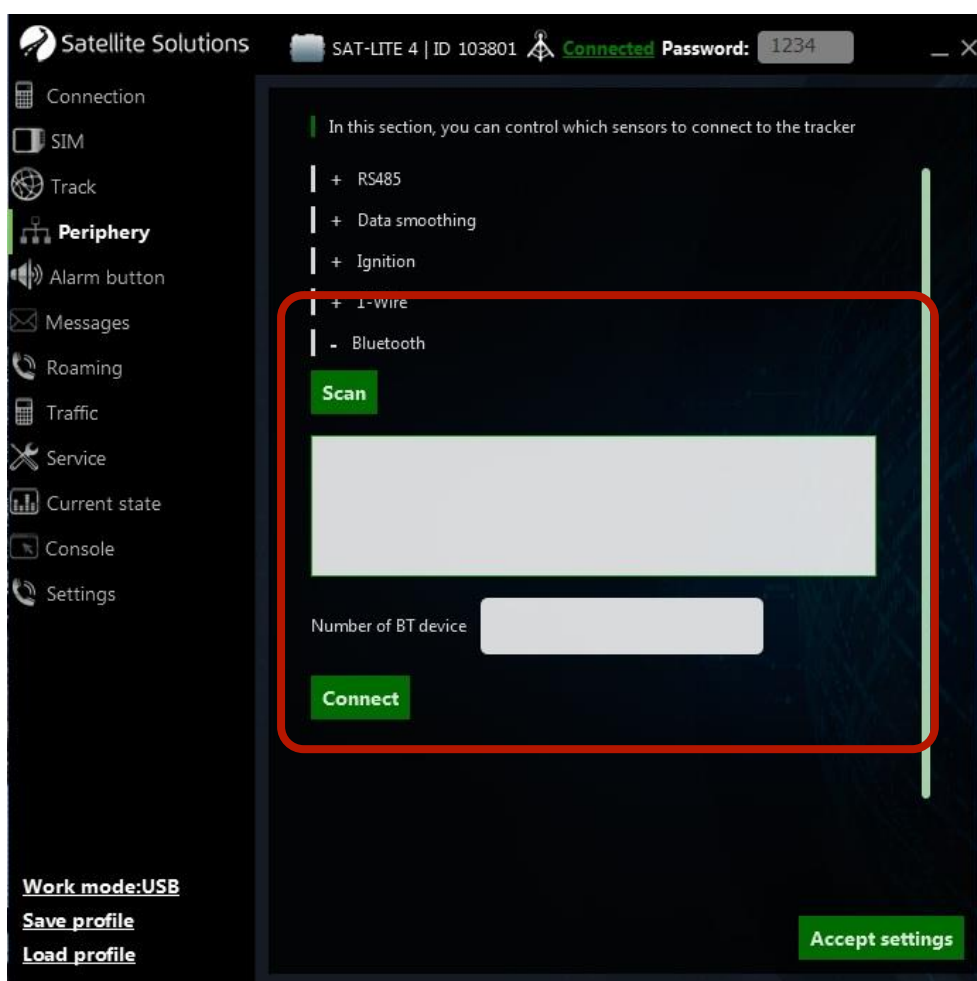 Satellite Solutions
SAT-LITE 4 | ID 103801 Connected Password: 1234
Connection
SIM
Track
Periphery
Alarm button
Messages
Roaming
Traffic
Service
Current state
Console
Settings
Work mode:USB
Save profile
Load profile
In this section, you can control which sensors to connect to the tracker
+ RS485
+ Data smoothing
+ Ignition
+ 1-Wire
- Bluetooth
Scan
Number of BT device
Connect
Accept settings